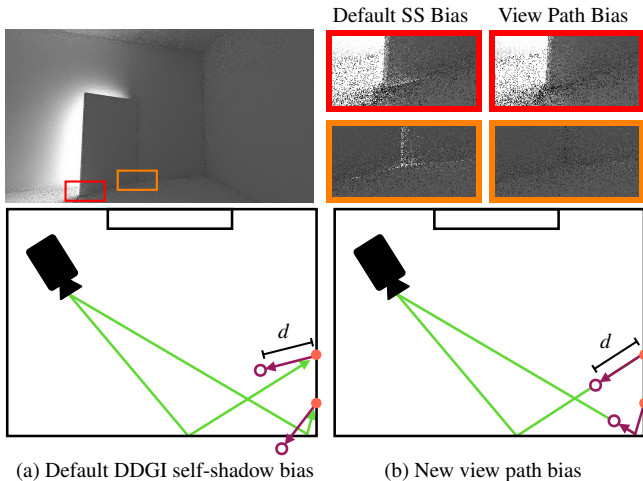 Default SS Bias View Path Bias
d
d
(a) Default DDGI self-shadow bias
(b) New view path bias